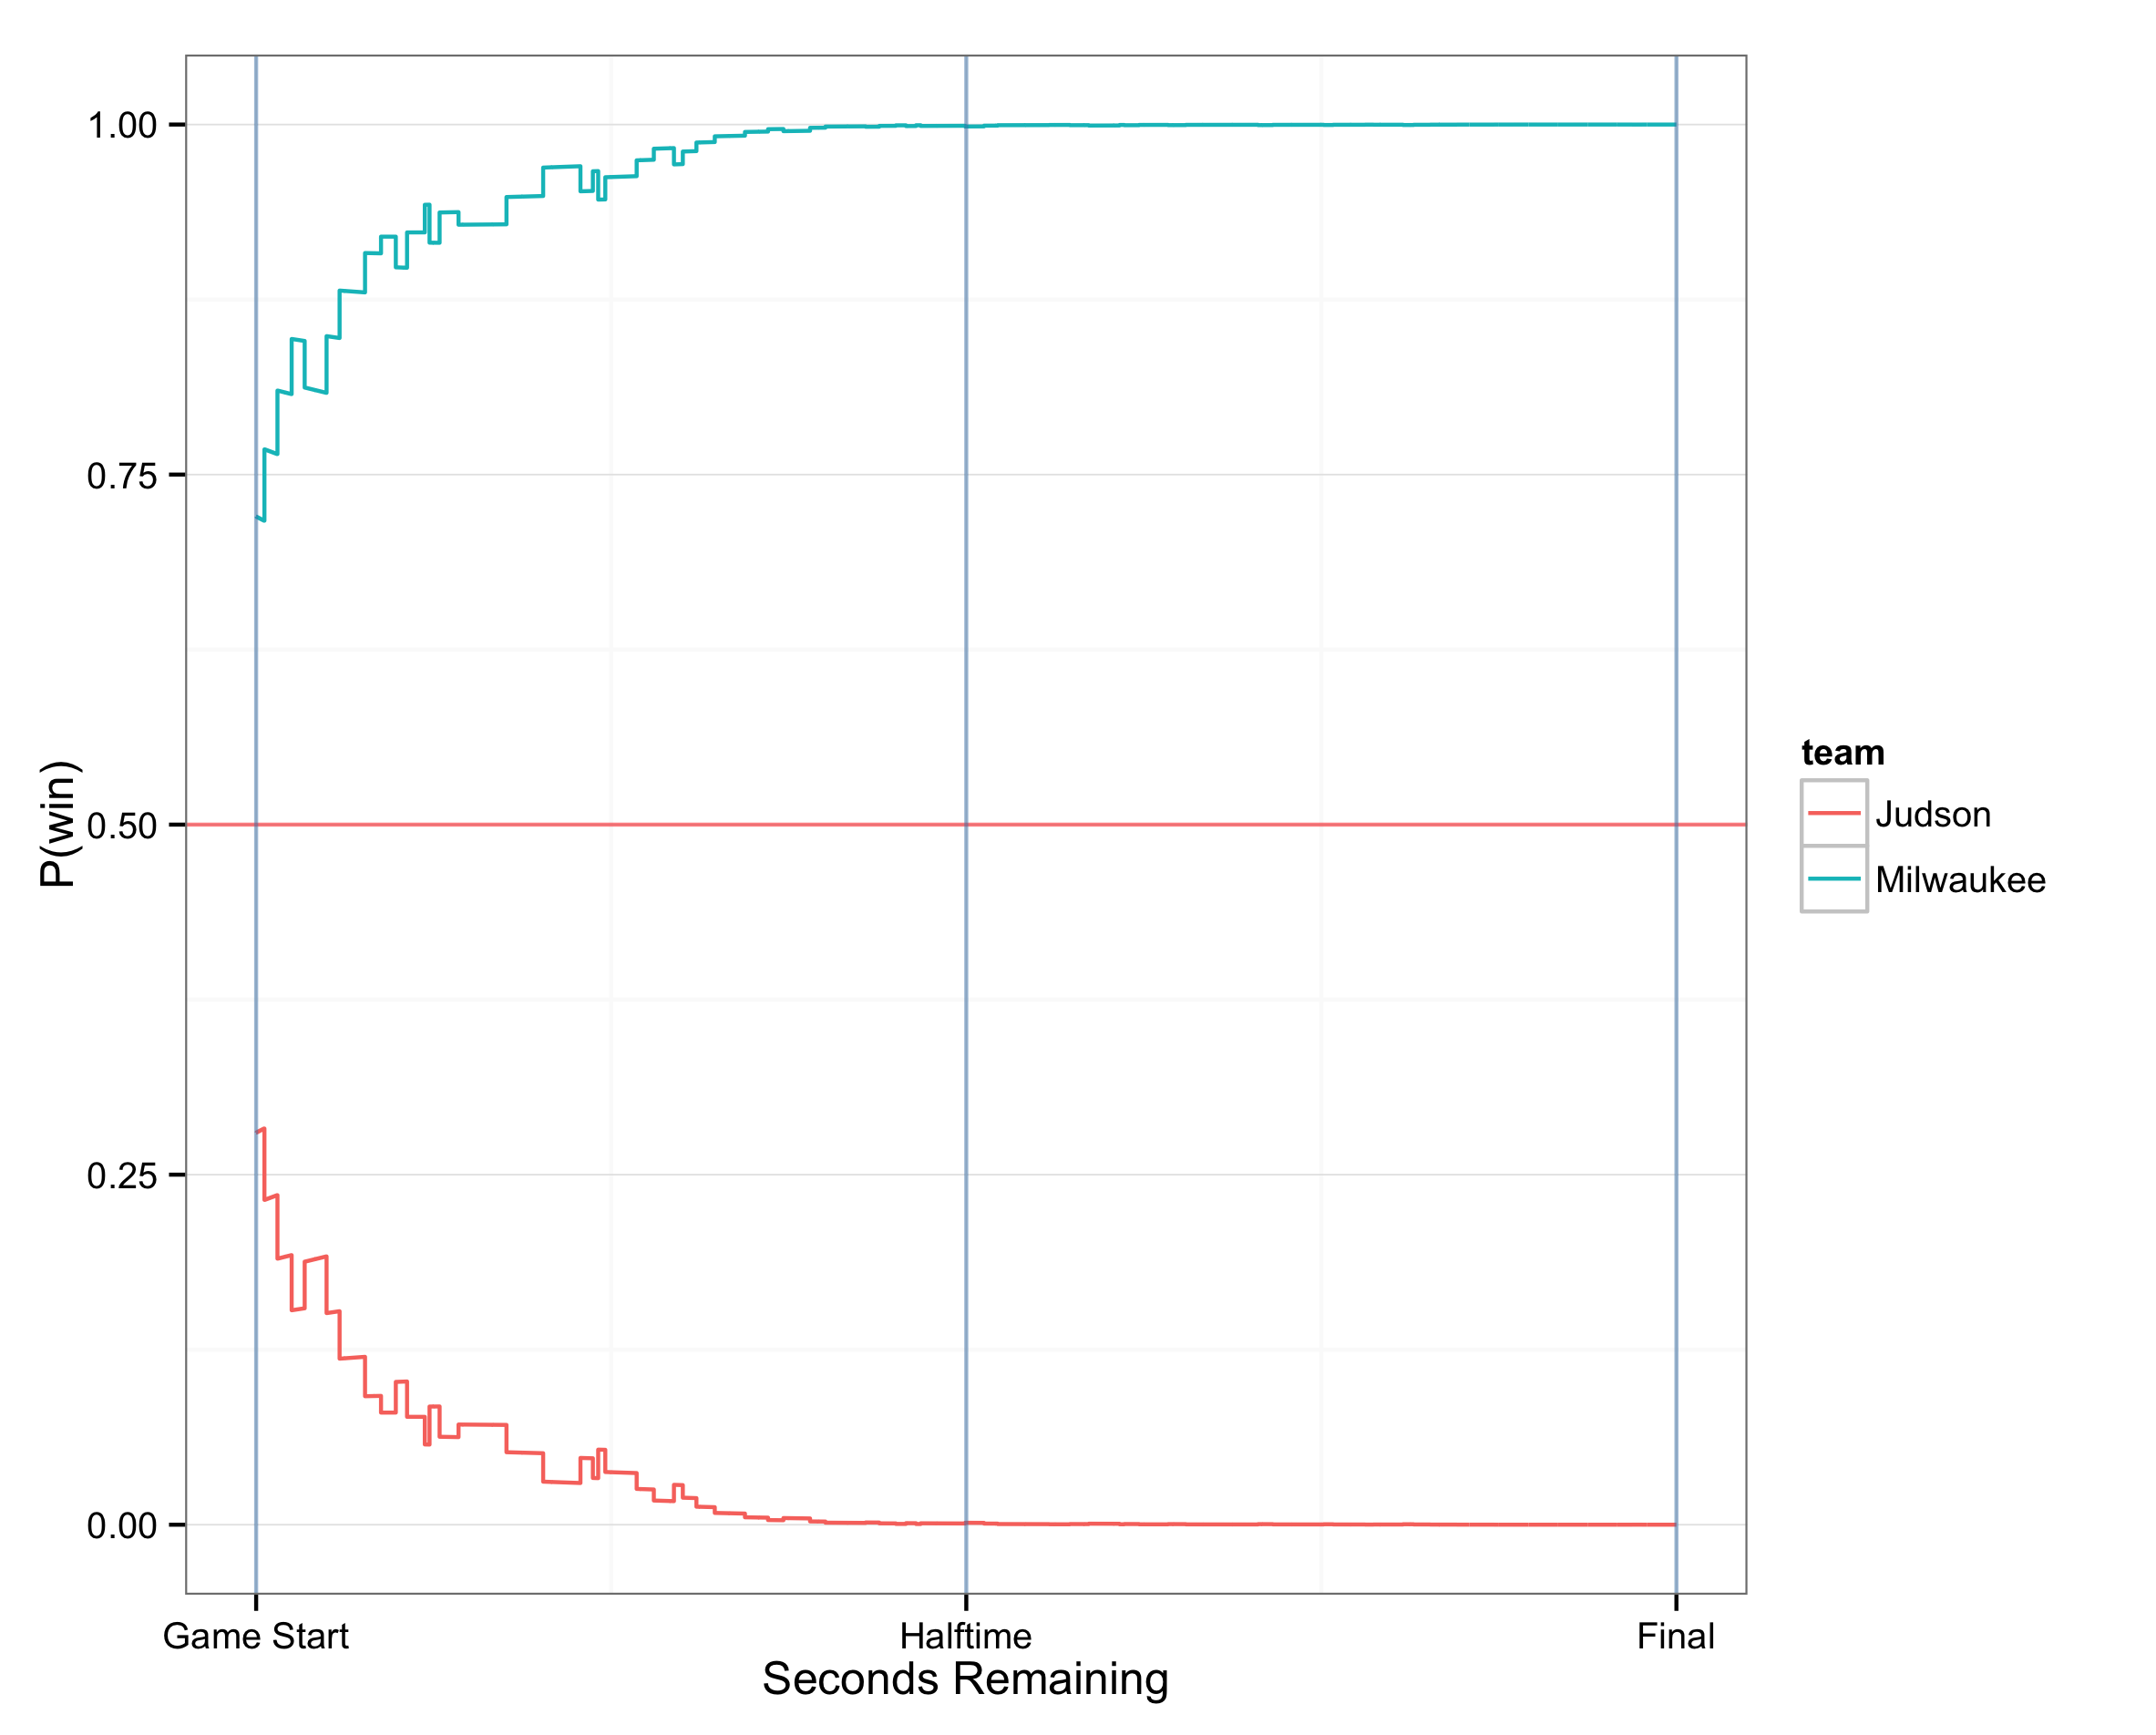 P(win)
1.00
0.75
0.50
0.25
0.00
Game Start
Halftime
Final
Seconds Remaining
team
Judson
Milwaukee